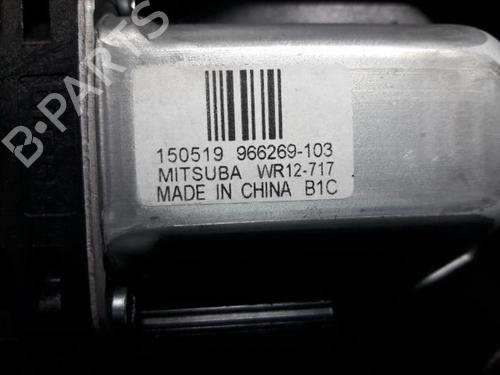 B-PARTS
150519 966269-103
MITSUBA WR12-717
MADE IN CHINA B1C